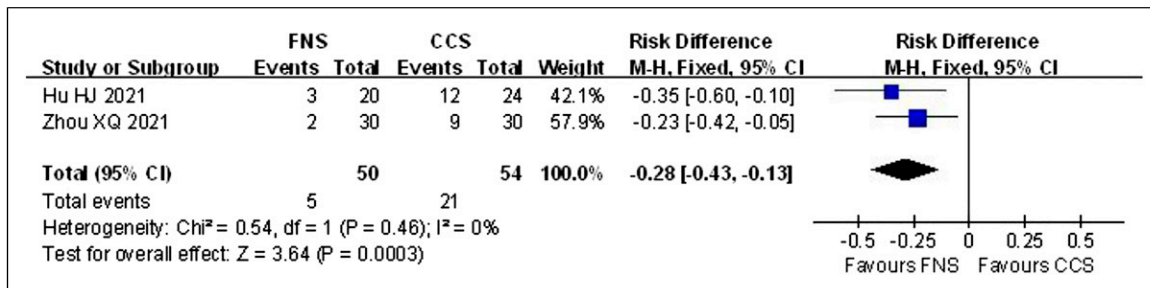 FNS CCS Risk Difference Risk Difference
Study or Subgroup Events Total Events Total Weight M-H, Fixed, 95% CI M-H, Fixed, 95% CI
Hu HJ 2021 3 20 12 24 42.1% -0.35 [-0.60, -0.10]
Zhou XQ 2021 2 30 9 30 57.9% -0.23 [-0.42, -0.05]
Total (95% CI) 50 54 100.0% -0.28 [-0.43, -0.13]
Total events 5 21
Heterogeneity: Chi² = 0.54, df = 1 (P = 0.46); I² = 0%
Test for overall effect: Z = 3.64 (P = 0.0003)
-0.5 -0.25 0 0.25 0.5
Favours FNS Favours CCS